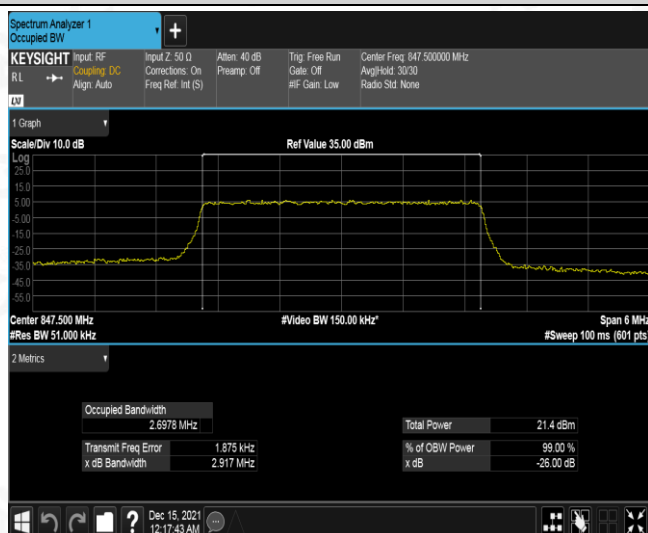 Spectrum Analyzer 1
Occupied BW
KEYSIGHT
RL
LXI
Input: RF
Coupling: DC
Align: Auto
Input Z: 50 Ω
Corrections: On
Freq Ref: Int (S)
Atten: 40 dB
Preamp: Off
Trig: Free Run
Gate: Off
#IF Gain: Low
Center Freq: 847.500000 MHz
Avg|Hold: 30/30
Radio Std: None
1 Graph
Scale/Div 10.0 dB
Ref Value 35.00 dBm
Log
25.0
15.0
5.00
-5.00
-15.0
-25.0
-35.0
-45.0
-55.0
Center 847.500 MHz
#Video BW 150.00 kHz*
Span 6 MHz
#Res BW 51.000 kHz
#Sweep 100 ms (601 pts)
2 Metrics
Occupied Bandwidth
2.6978 MHz
Total Power 21.4 dBm
Transmit Freq Error 1.875 kHz
% of OBW Power 99.00 %
x dB Bandwidth 2.917 MHz
x dB -26.00 dB
?
Dec 15, 2021
12:17:43 AM